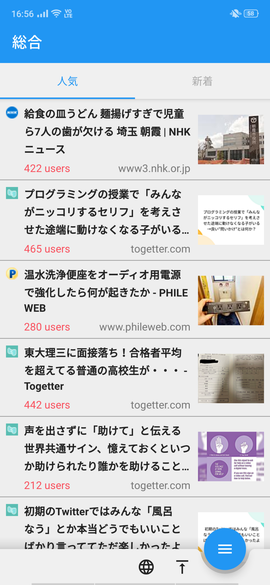 16:56
58
総合
人気
新着
給食の皿うどん 麺揚げすぎで児童
ら7人の歯が欠ける 埼玉 朝霞 | NHK
ニュース
422 users
www3.nhk.or.jp
プログラミングの授業で「みんな
がニッコリするセリフ」を考えさ
せた途端に動けなくなる子がいる…
465 users
togetter.com
プログラミングの授業で「みんながニッコリ
するセリフ」を考えさせた途端に
動けなくなる子がいる
温水洗浄便座をオーディオ用電源
で強化したら何が起きたか - PHILE
WEB
280 users
www.phileweb.com
東大理三に面接落ち！合格者平均
を超えてる普通の高校生が・・・ -
Togetter
442 users
togetter.com
声を出さずに「助けて」と伝える
世界共通サイン、憶えておくといつ
か助けられたり誰かを助けること…
212 users
togetter.com
初期のTwitterではみんな「風呂
なう」とか本当どうでもいいこと
ばかり言っててただ楽しかったよ